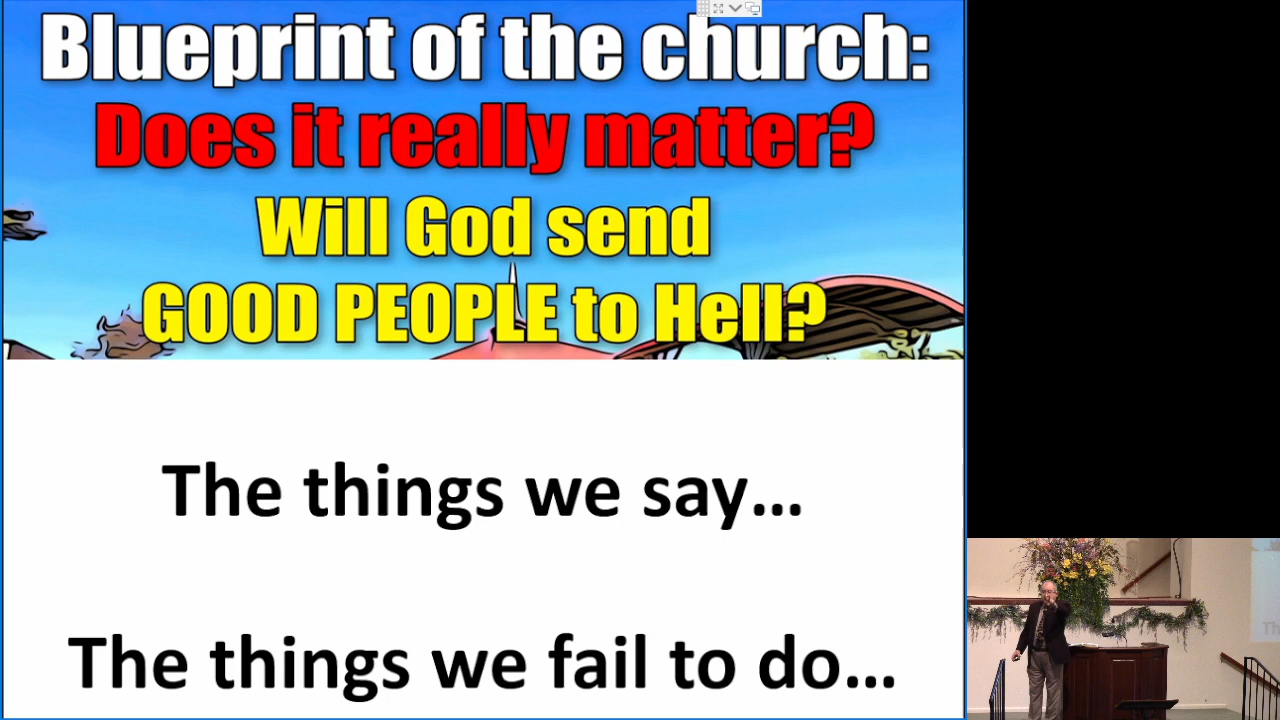 Blueprint of the church:
Does it really matter?
Will God send
GOOD PEOPLE to Hell?
The things we say...
The things we fail to do...
Th